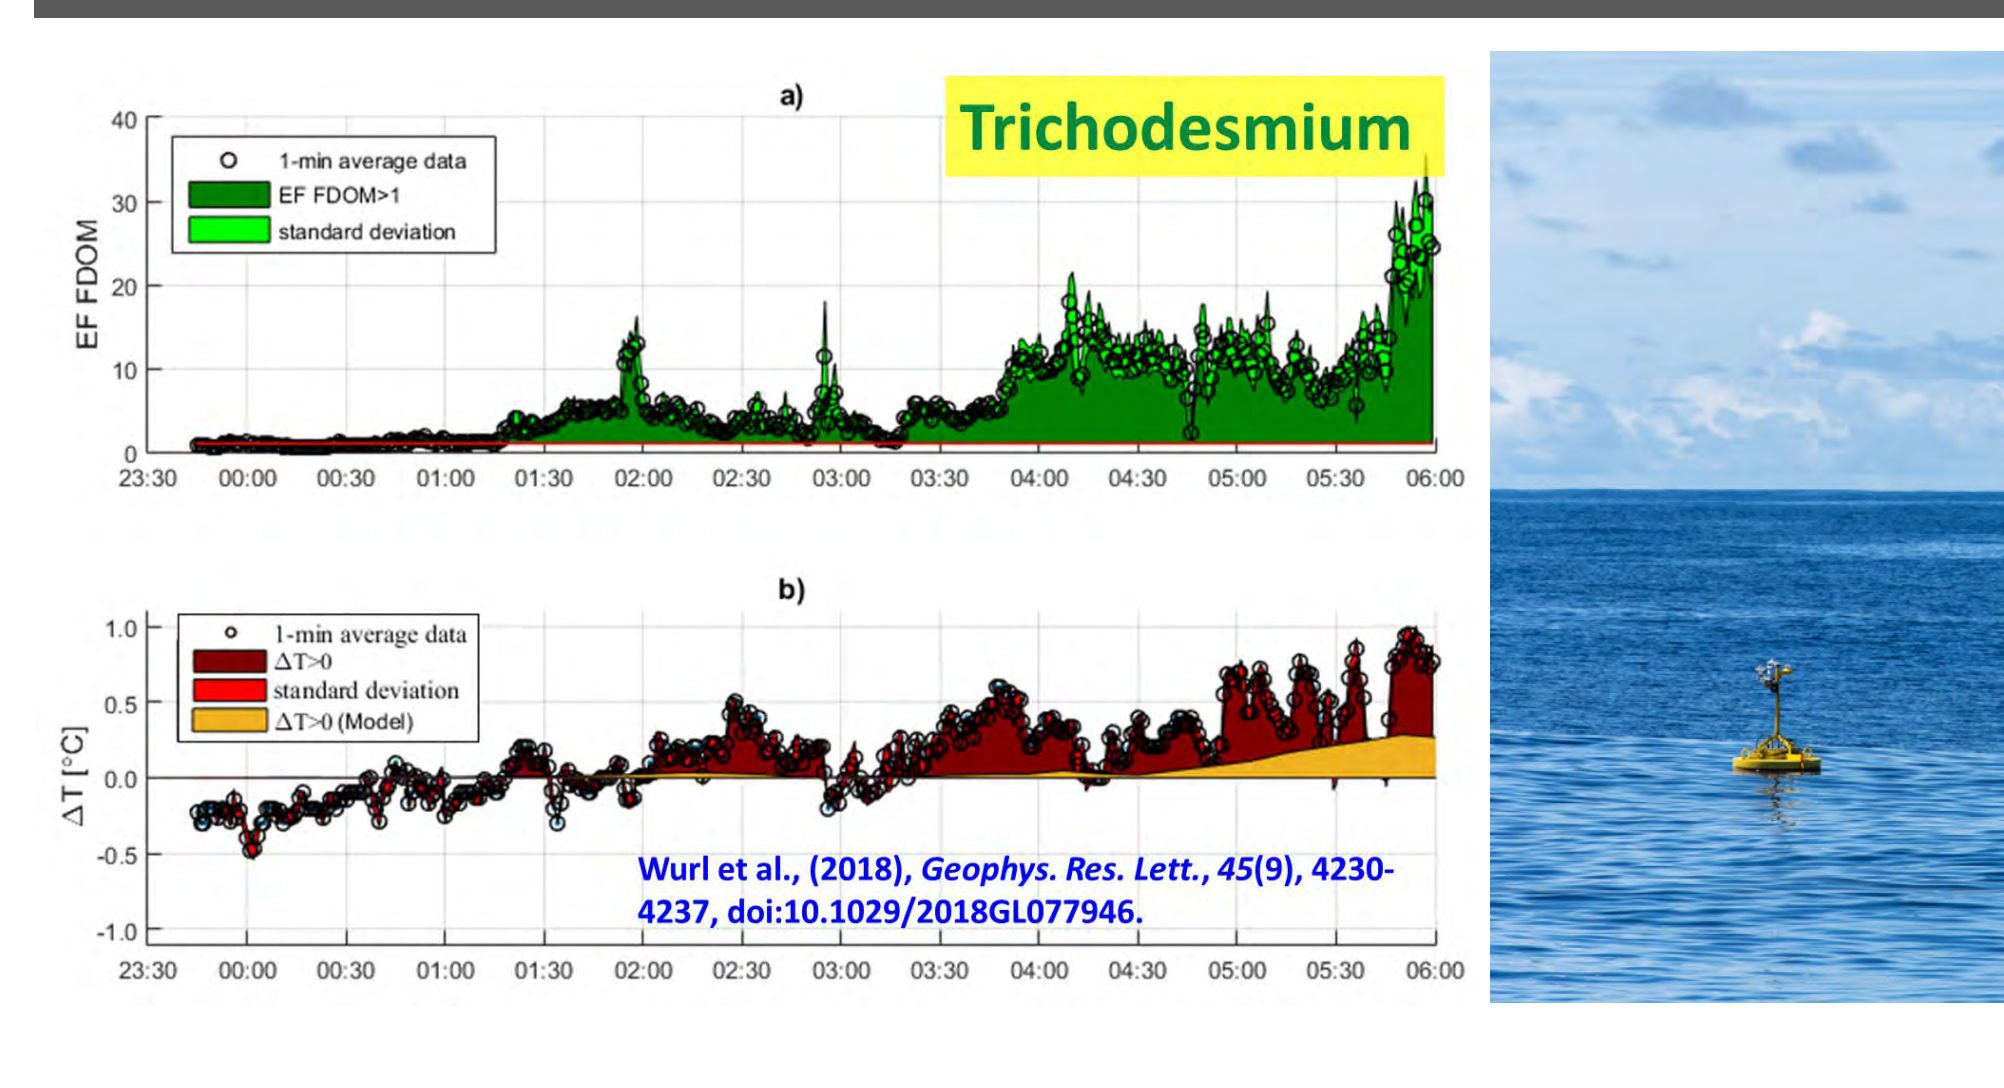 a)
Trichodesmium
40
30
20
10
0
EF FDOM
1-min average data
EF FDOM>1
standard deviation
23:30 00:00 00:30 01:00 01:30 02:00 02:30 03:00 03:30 04:00 04:30 05:00 05:30 06:00
b)
1.0
0.5
0.0
-0.5
-1.0
ΔT [°C]
1-min average data
ΔT>0
standard deviation
ΔT>0 (Model)
Wurl et al., (2018), Geophys. Res. Lett., 45(9), 4230-
4237, doi:10.1029/2018GL077946.
23:30 00:00 00:30 01:00 01:30 02:00 02:30 03:00 03:30 04:00 04:30 05:00 05:30 06:00